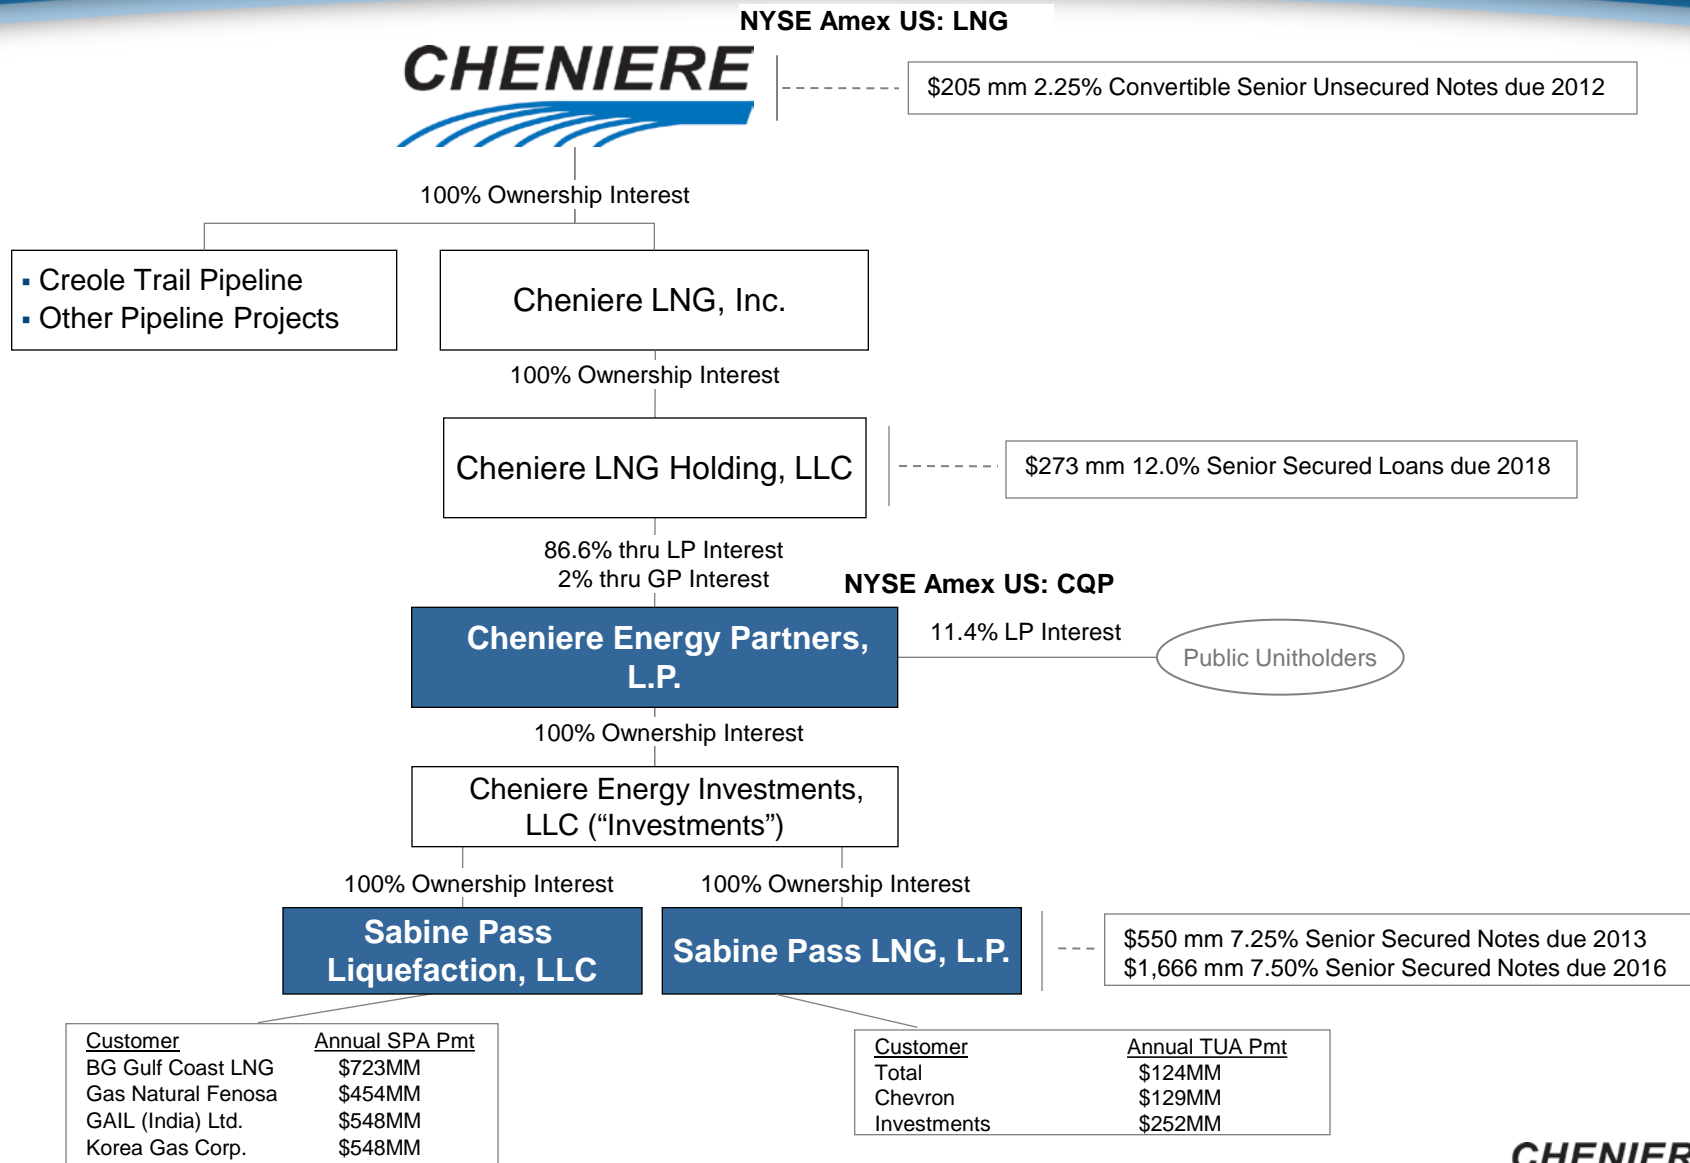 NYSE Amex US: LNG
CHENIERE
$205 mm 2.25% Convertible Senior Unsecured Notes due 2012
100% Ownership Interest
▪ Creole Trail Pipeline
▪ Other Pipeline Projects
Cheniere LNG, Inc.
100% Ownership Interest
Cheniere LNG Holding, LLC
$273 mm 12.0% Senior Secured Loans due 2018
86.6% thru LP Interest
2% thru GP Interest
NYSE Amex US: CQP
Cheniere Energy Partners,
L.P.
11.4% LP Interest
Public Unitholders
100% Ownership Interest
Cheniere Energy Investments,
LLC (“Investments”)
100% Ownership Interest
100% Ownership Interest
Sabine Pass
Liquefaction, LLC
Sabine Pass LNG, L.P.
$550 mm 7.25% Senior Secured Notes due 2013
$1,666 mm 7.50% Senior Secured Notes due 2016
Customer Annual SPA Pmt
BG Gulf Coast LNG $723MM
Gas Natural Fenosa $454MM
GAIL (India) Ltd. $548MM
Korea Gas Corp. $548MM
Customer Annual TUA Pmt
Total $124MM
Chevron $129MM
Investments $252MM
CHENIER